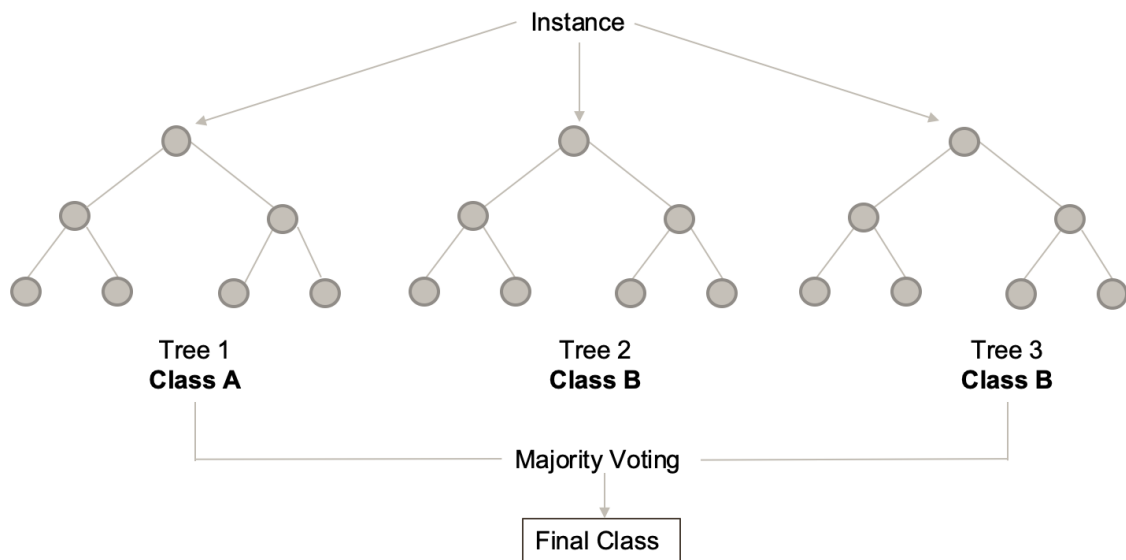 Instance
Tree 1
Class A
Tree 2
Class B
Tree 3
Class B
Majority Voting
Final Class